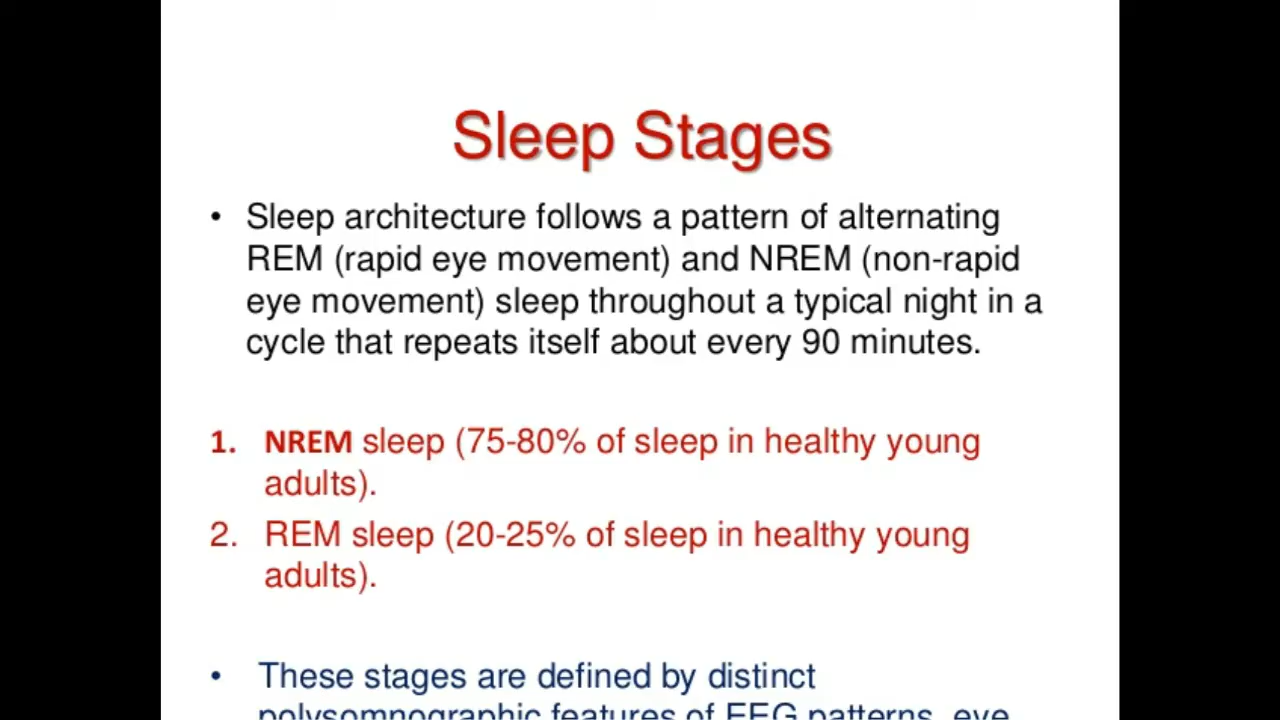 Sleep Stages
• Sleep architecture follows a pattern of alternating
REM (rapid eye movement) and NREM (non-rapid
eye movement) sleep throughout a typical night in a
cycle that repeats itself about every 90 minutes.
1. NREM sleep (75-80% of sleep in healthy young
adults).
2. REM sleep (20-25% of sleep in healthy young
adults).
• These stages are defined by distinct
polysomnographic features of EEG patterns, eye